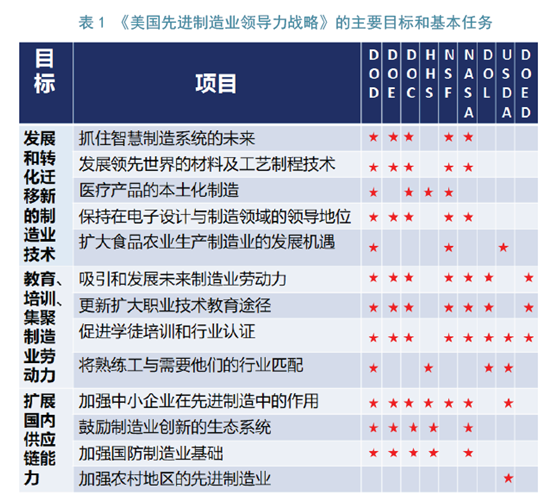 表 1 《美国先进制造业领导力战略》的主要目标和基本任务
目标 项目 DOD DOE DOC HHS NSF NASA DOL USDA DOED
发展和转化迁移新的制造业技术
抓住智慧制造系统的未来 ★ ★ ★ ★ ★
发展领先世界的材料及工艺制程技术 ★ ★ ★ ★ ★
医疗产品的本土化制造 ★ ★ ★ ★
保持在电子设计与制造领域的领导地位 ★ ★ ★ ★ ★
扩大食品农业生产制造业的发展机遇 ★ ★ ★
教育、培训、集聚制造业劳动力
吸引和发展未来制造业劳动力 ★ ★ ★ ★ ★ ★ ★
更新扩大职业技术教育途径 ★ ★ ★ ★ ★ ★ ★
促进学徒培训和行业认证 ★ ★ ★ ★ ★ ★ ★ ★
将熟练工与需要他们的行业匹配 ★ ★ ★ ★
扩展国内供应链能力
加强中小企业在先进制造中的作用 ★ ★ ★ ★ ★ ★ ★
鼓励制造业创新的生态系统 ★ ★ ★ ★ ★
加强国防制造业基础 ★ ★ ★ ★ ★
加强农村地区的先进制造业 ★